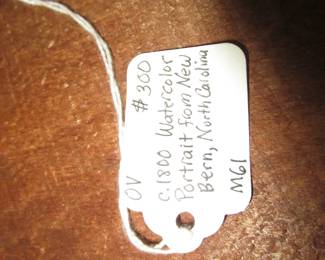 OV $300
c.1800 Watercolor
Portrait from New
Bern, North Carolina
M61